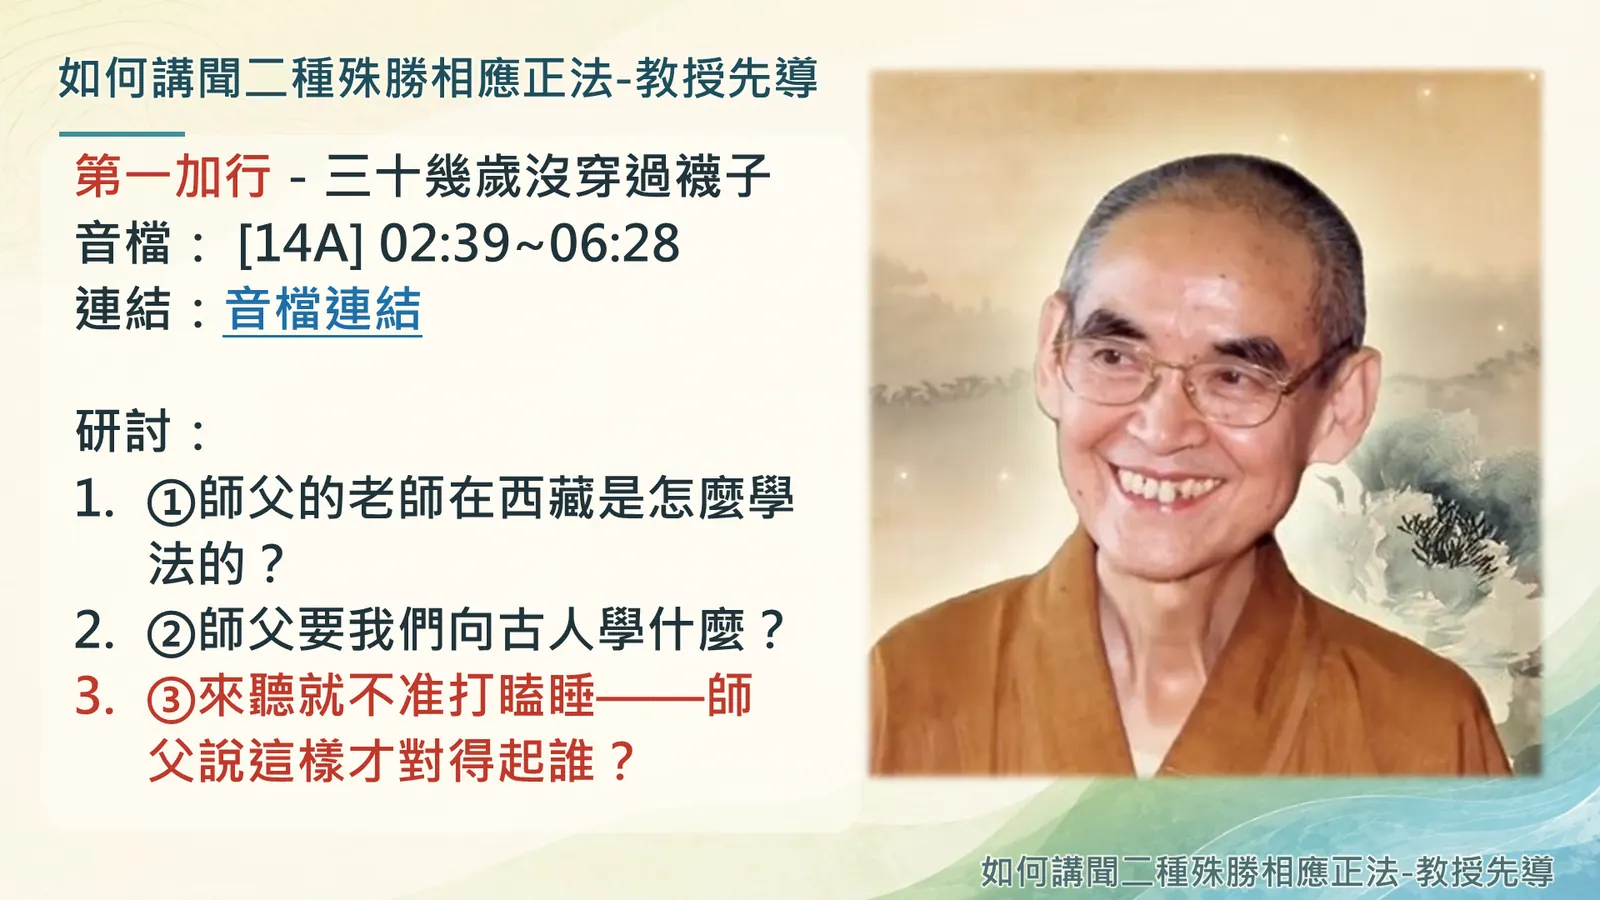 如何講聞二種殊勝相應正法-教授先導
第一加行 - 三十幾歲沒穿過襪子
音檔： [14A] 02:39~06:28
連結：音檔連結
研討：
1. ①師父的老師在西藏是怎麼學
法的？
2. ②師父要我們向古人學什麼？
3. ③來聽就不准打瞌睡——師
父說這樣才對得起誰？
如何講聞二種殊勝相應正法-教授先導